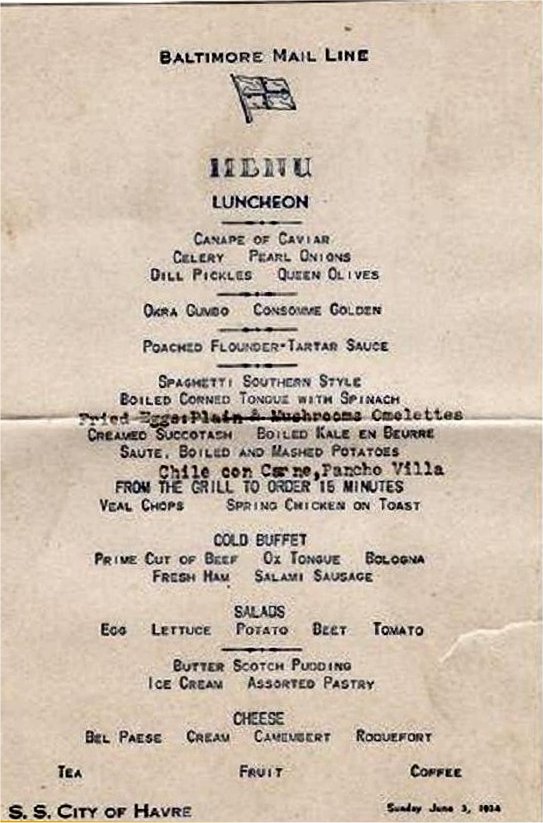 BALTIMORE MAIL LINE
MENU
LUNCHEON
CANAPE OF CAVIAR
CELERY PEARL ONIONS
DILL PICKLES QUEEN OLIVES
OKRA GUMBO CONSOMME GOLDEN
POACHED FLOUNDER-TARTAR SAUCE
SPAGHETTI SOUTHERN STYLE
BOILED CORNED TONGUE WITH SPINACH
Fried Eggs:Plain & Mushrooms Omelettes
CREAMED SUCCOTASH BOILED KALE EN BEURRE
SAUTE, BOILED AND MASHED POTATOES
Chile con Carne,Pancho Villa
FROM THE GRILL TO ORDER 15 MINUTES
VEAL CHOPS SPRING CHICKEN ON TOAST
COLD BUFFET
PRIME CUT OF BEEF OX TONGUE BOLOGNA
FRESH HAM SALAMI SAUSAGE
SALADS
EGG LETTUCE POTATO BEET TOMATO
BUTTER SCOTCH PUDDING
ICE CREAM ASSORTED PASTRY
CHEESE
BEL PAESE CREAM CAMEMBERT ROQUEFORT
TEA FRUIT COFFEE
S. S. CITY OF HAVRE Sunday June 3, 1934